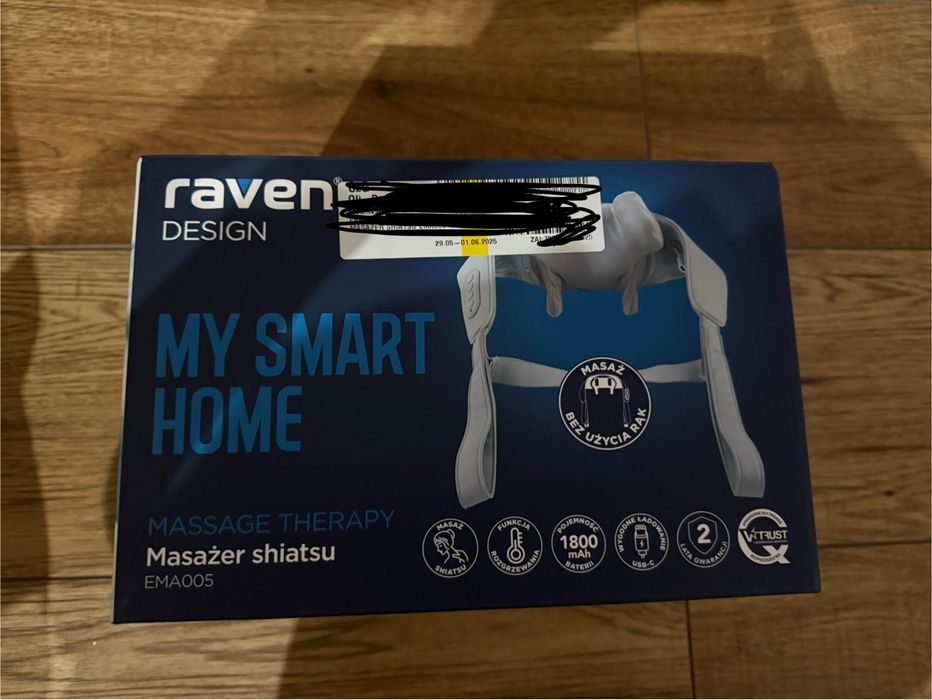 raven®
DESIGN
29.05 – 01.06.2025
MY SMART
HOME
MASAŻ
BEZ UŻYCIA RĄK
MASSAGE THERAPY
Masażer shiatsu
EMA005
MASAŻ
SHIATSU
FUNKCJA
ROZGRZEWANIA
POJEMNOŚĆ
1800
mAh
BATERII
WYGODNE ŁADOWANIE
USB-C
2
LATA GWARANCJI
TRUST